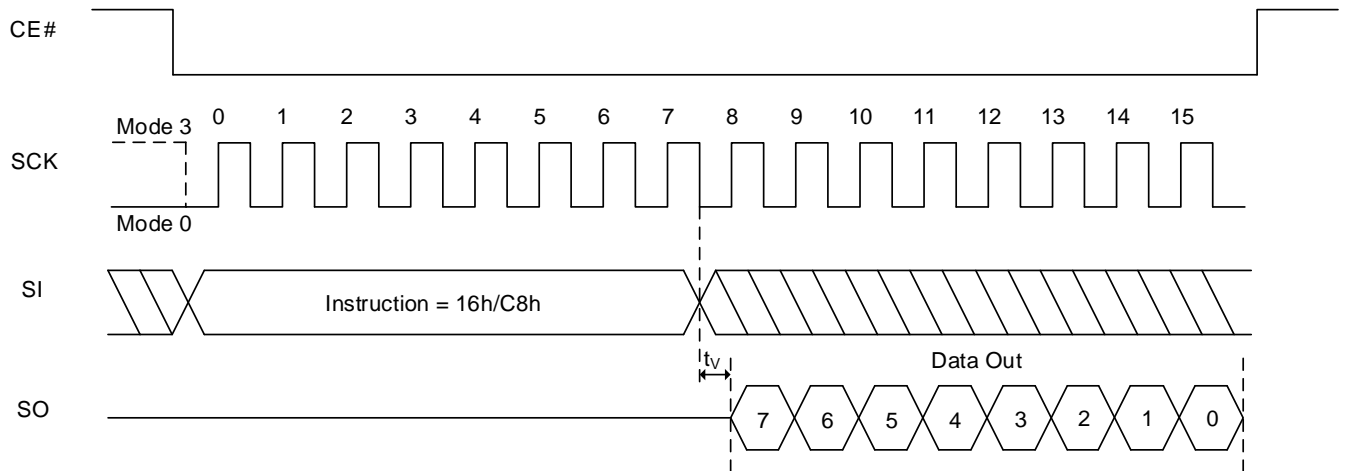 CE#
Mode 3
0 1 2 3 4 5 6 7 8 9 10 11 12 13 14 15
SCK
Mode 0
SI
Instruction = 16h/C8h
tV
Data Out
SO
7 6 5 4 3 2 1 0